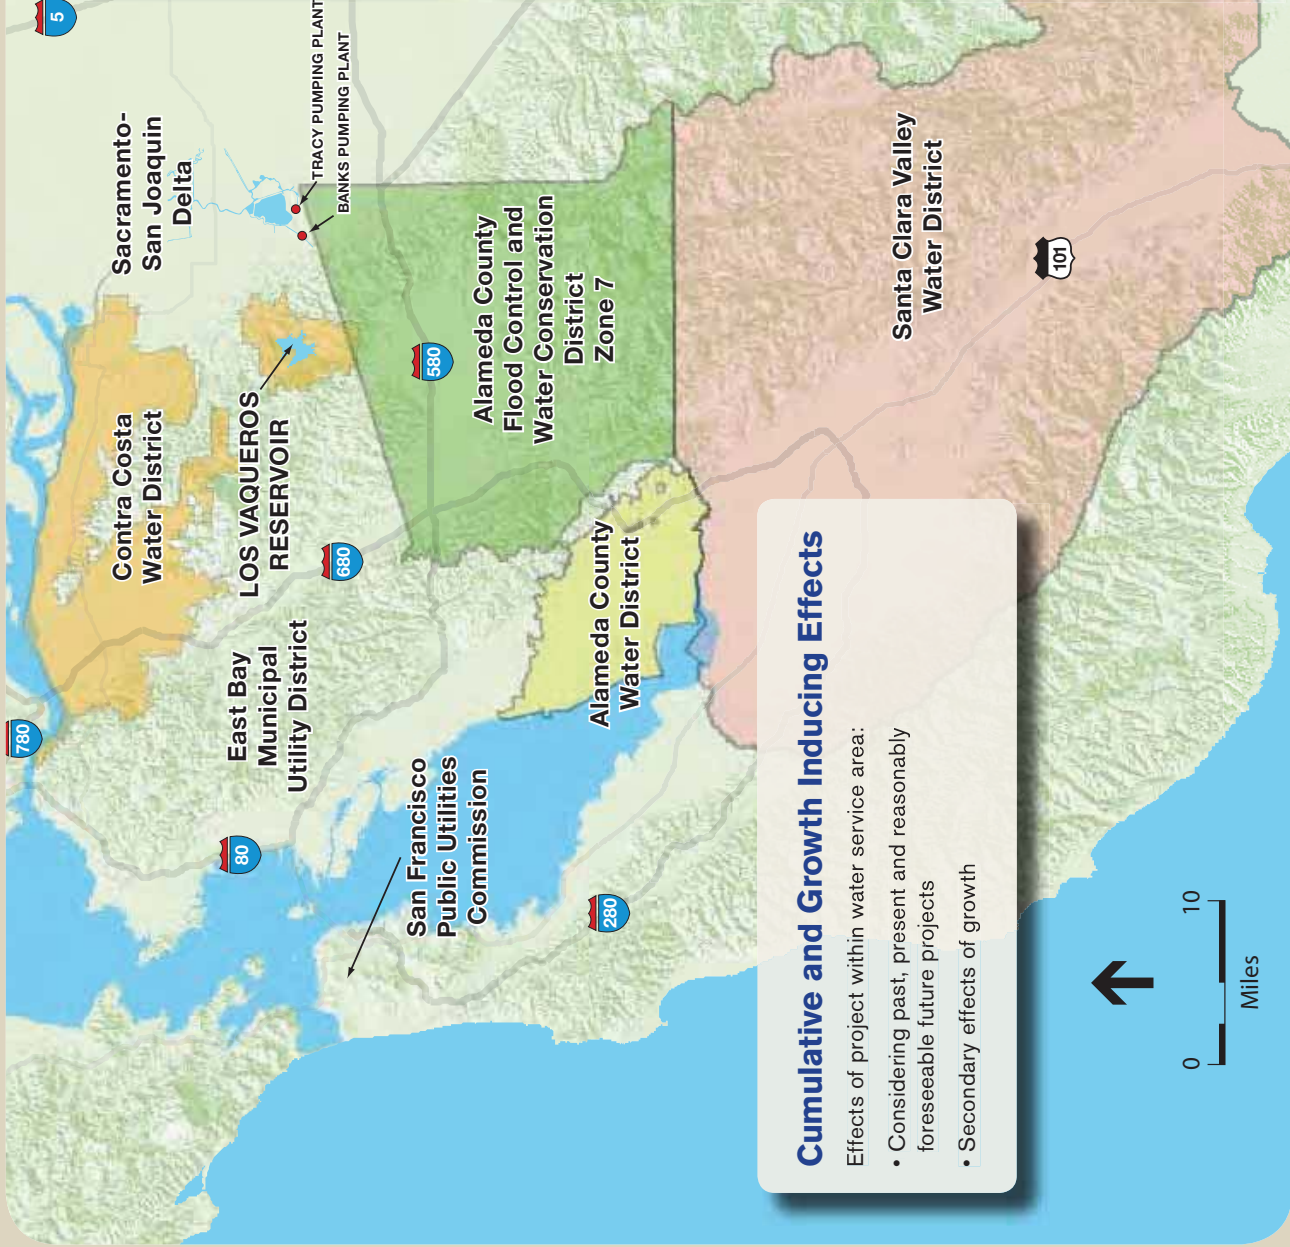 5
TRACY PUMPING PLANT
BANKS PUMPING PLANT
Sacramento-
San Joaquin
Delta
Contra Costa
Water District
LOS VAQUEROS
RESERVOIR
780
680
580
80
East Bay
Municipal
Utility District
Alameda County
Flood Control and
Water Conservation
District
Zone 7
San Francisco
Public Utilities
Commission
Alameda County
Water District
280
Santa Clara Valley
Water District
101
Cumulative and Growth Inducing Effects
Effects of project within water service area:
• Considering past, present and reasonably
foreseeable future projects
• Secondary effects of growth
0 10
Miles